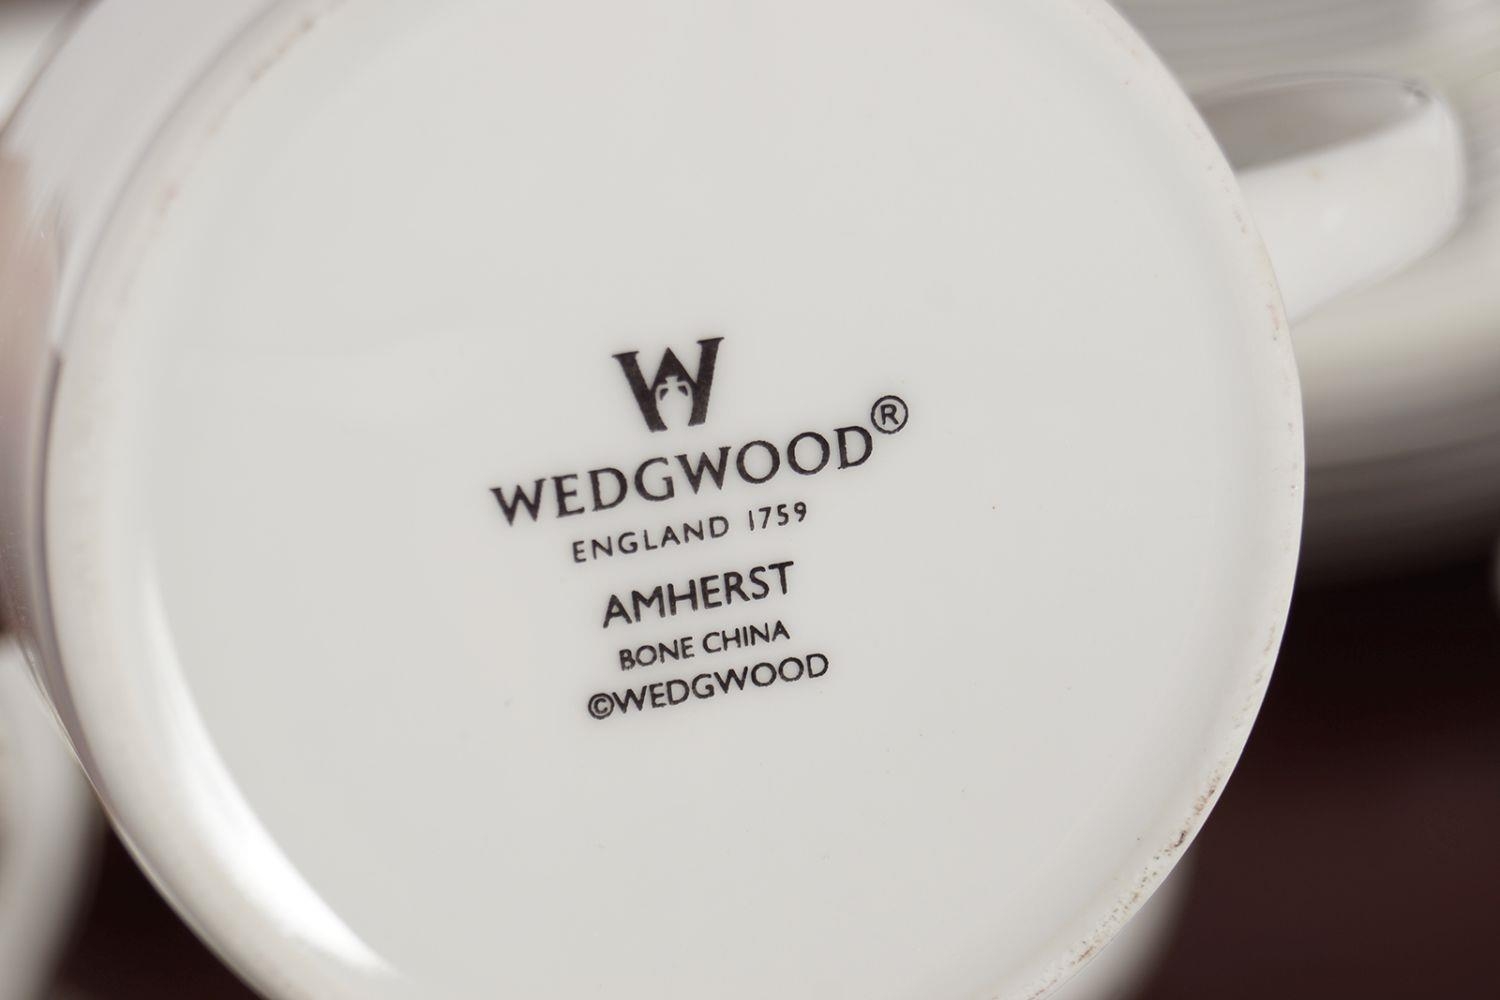 W
WEDGWOOD®
ENGLAND 1759
AMHERST
BONE CHINA
©WEDGWOOD